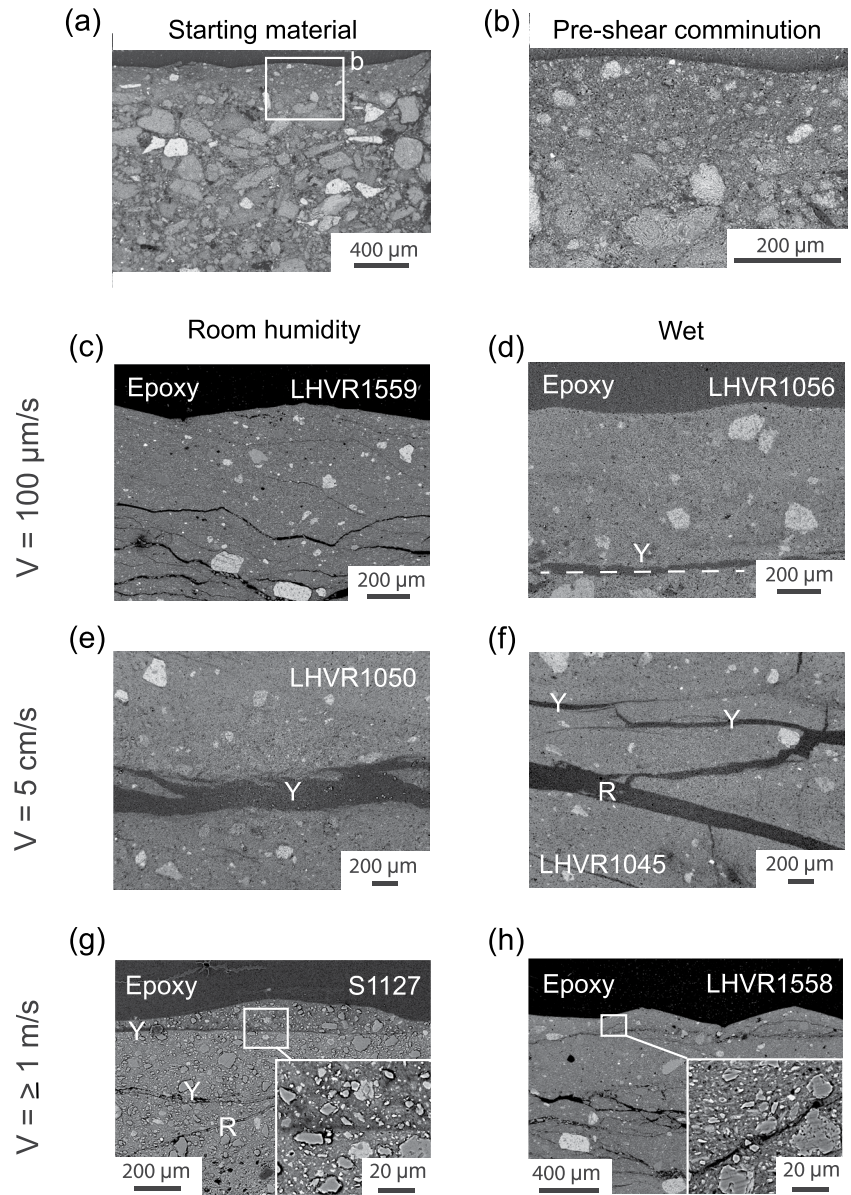 (a) Starting material
b
400 µm
(b) Pre-shear comminution
200 µm
Room humidity
Wet
V = 100 µm/s
(c)
Epoxy LHVR1559
200 µm
(d)
Epoxy LHVR1056
Y
200 µm
V = 5 cm/s
(e)
LHVR1050
Y
200 µm
(f)
Y
Y
R
LHVR1045
200 µm
V = ≥ 1 m/s
(g)
Epoxy S1127
Y
Y
R
200 µm
20 µm
(h)
Epoxy LHVR1558
400 µm
20 µm